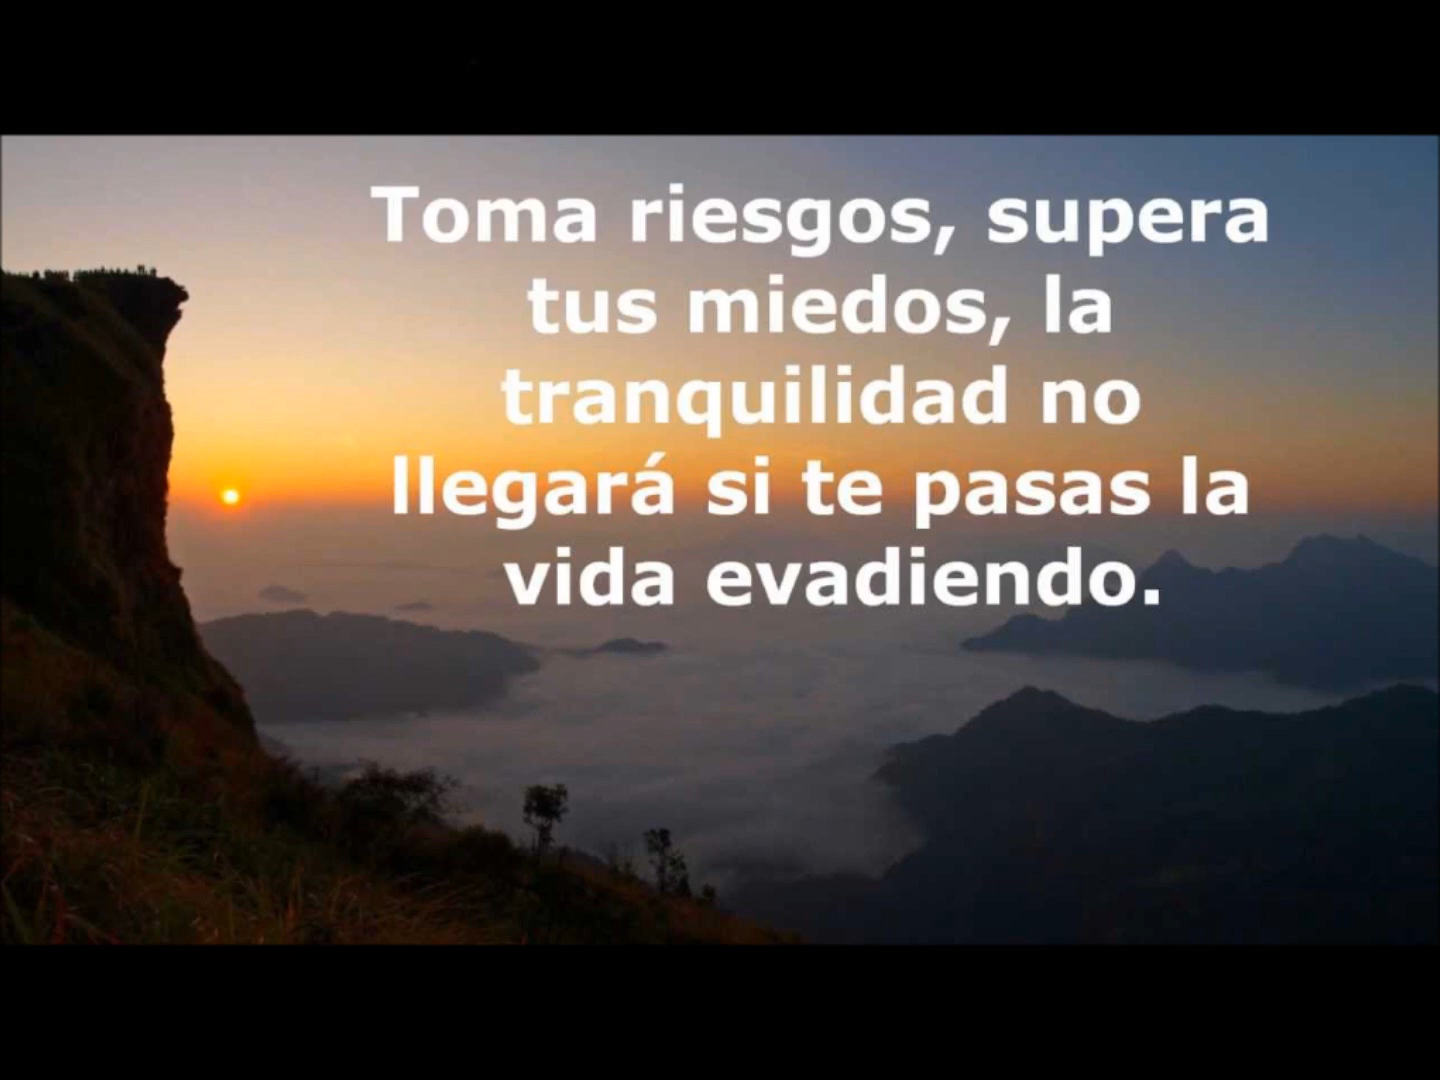 Toma riesgos, supera
tus miedos, la
tranquilidad no
llegará si te pasas la
vida evadiendo.